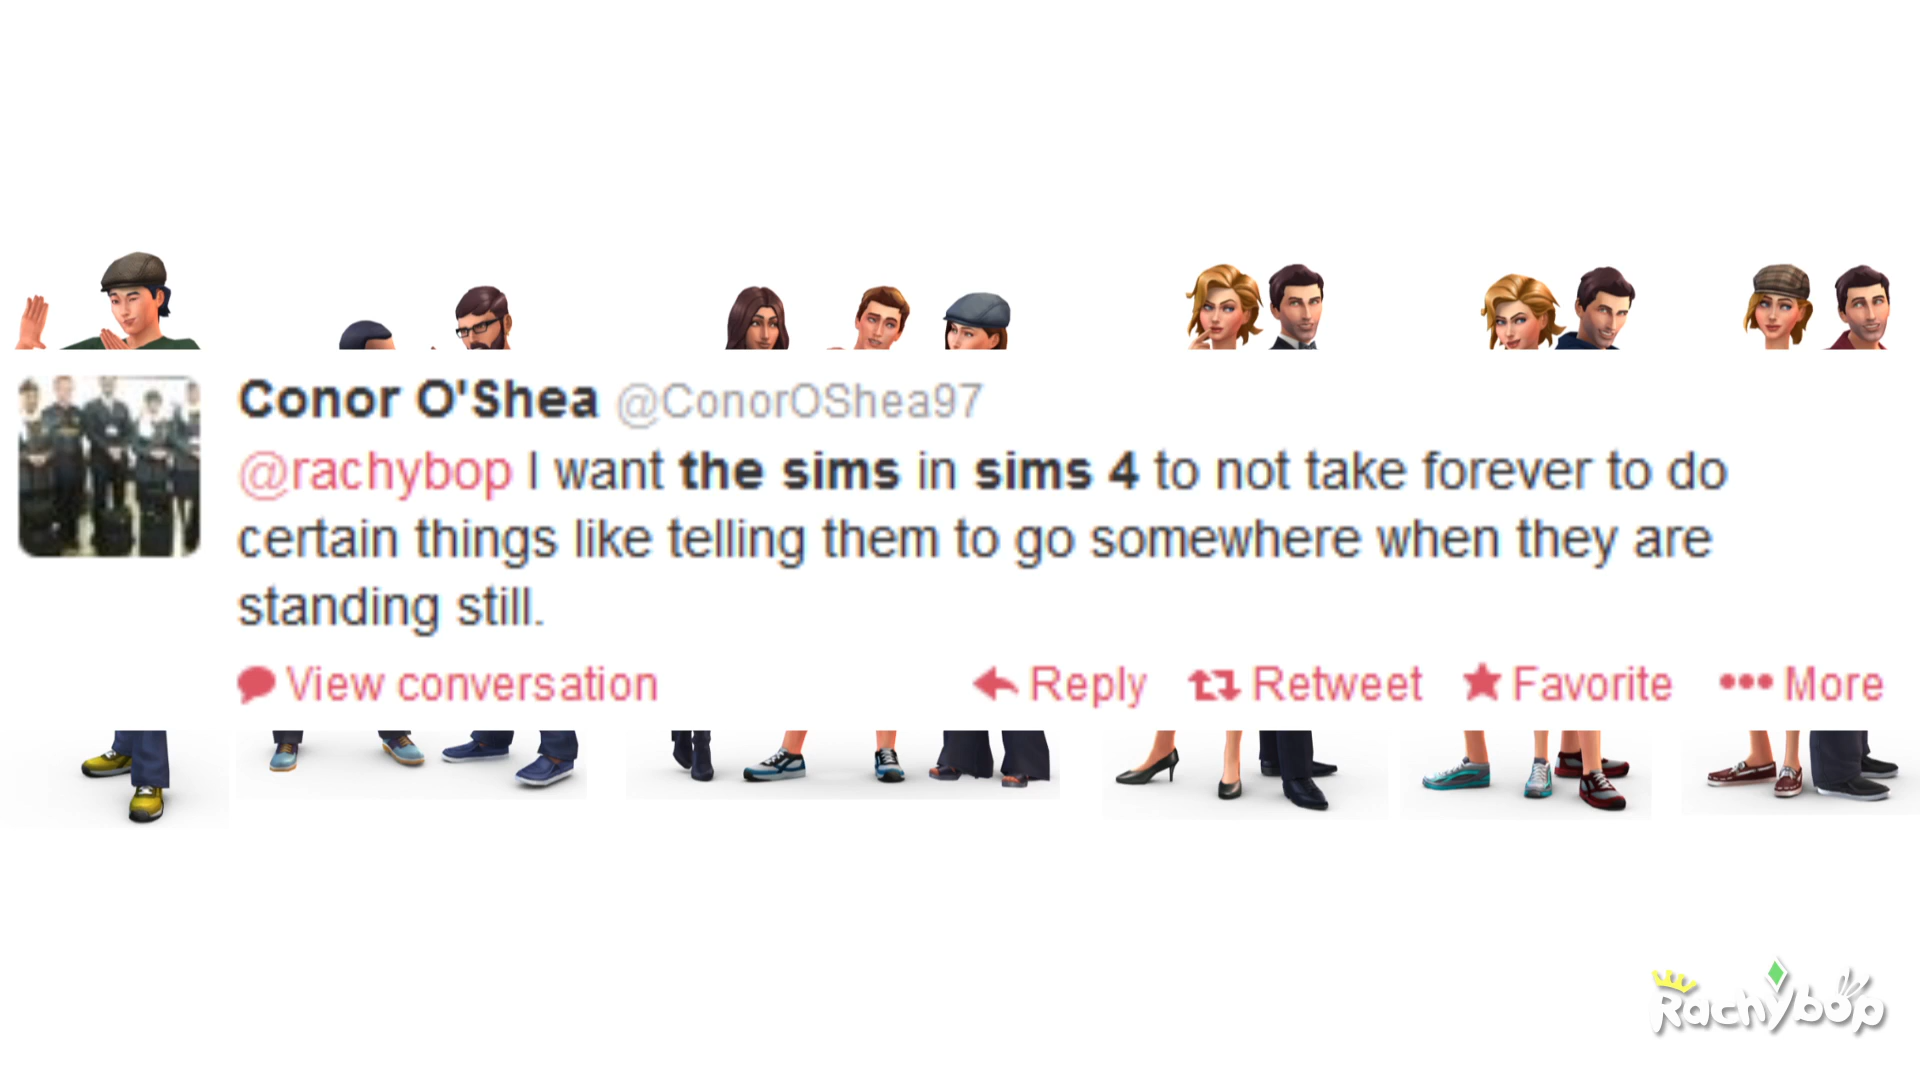 Conor O'Shea @ConorOShea97
@rachybop I want the sims in sims 4 to not take forever to do
certain things like telling them to go somewhere when they are
standing still.
View conversation Reply Retweet Favorite More
Rachybop